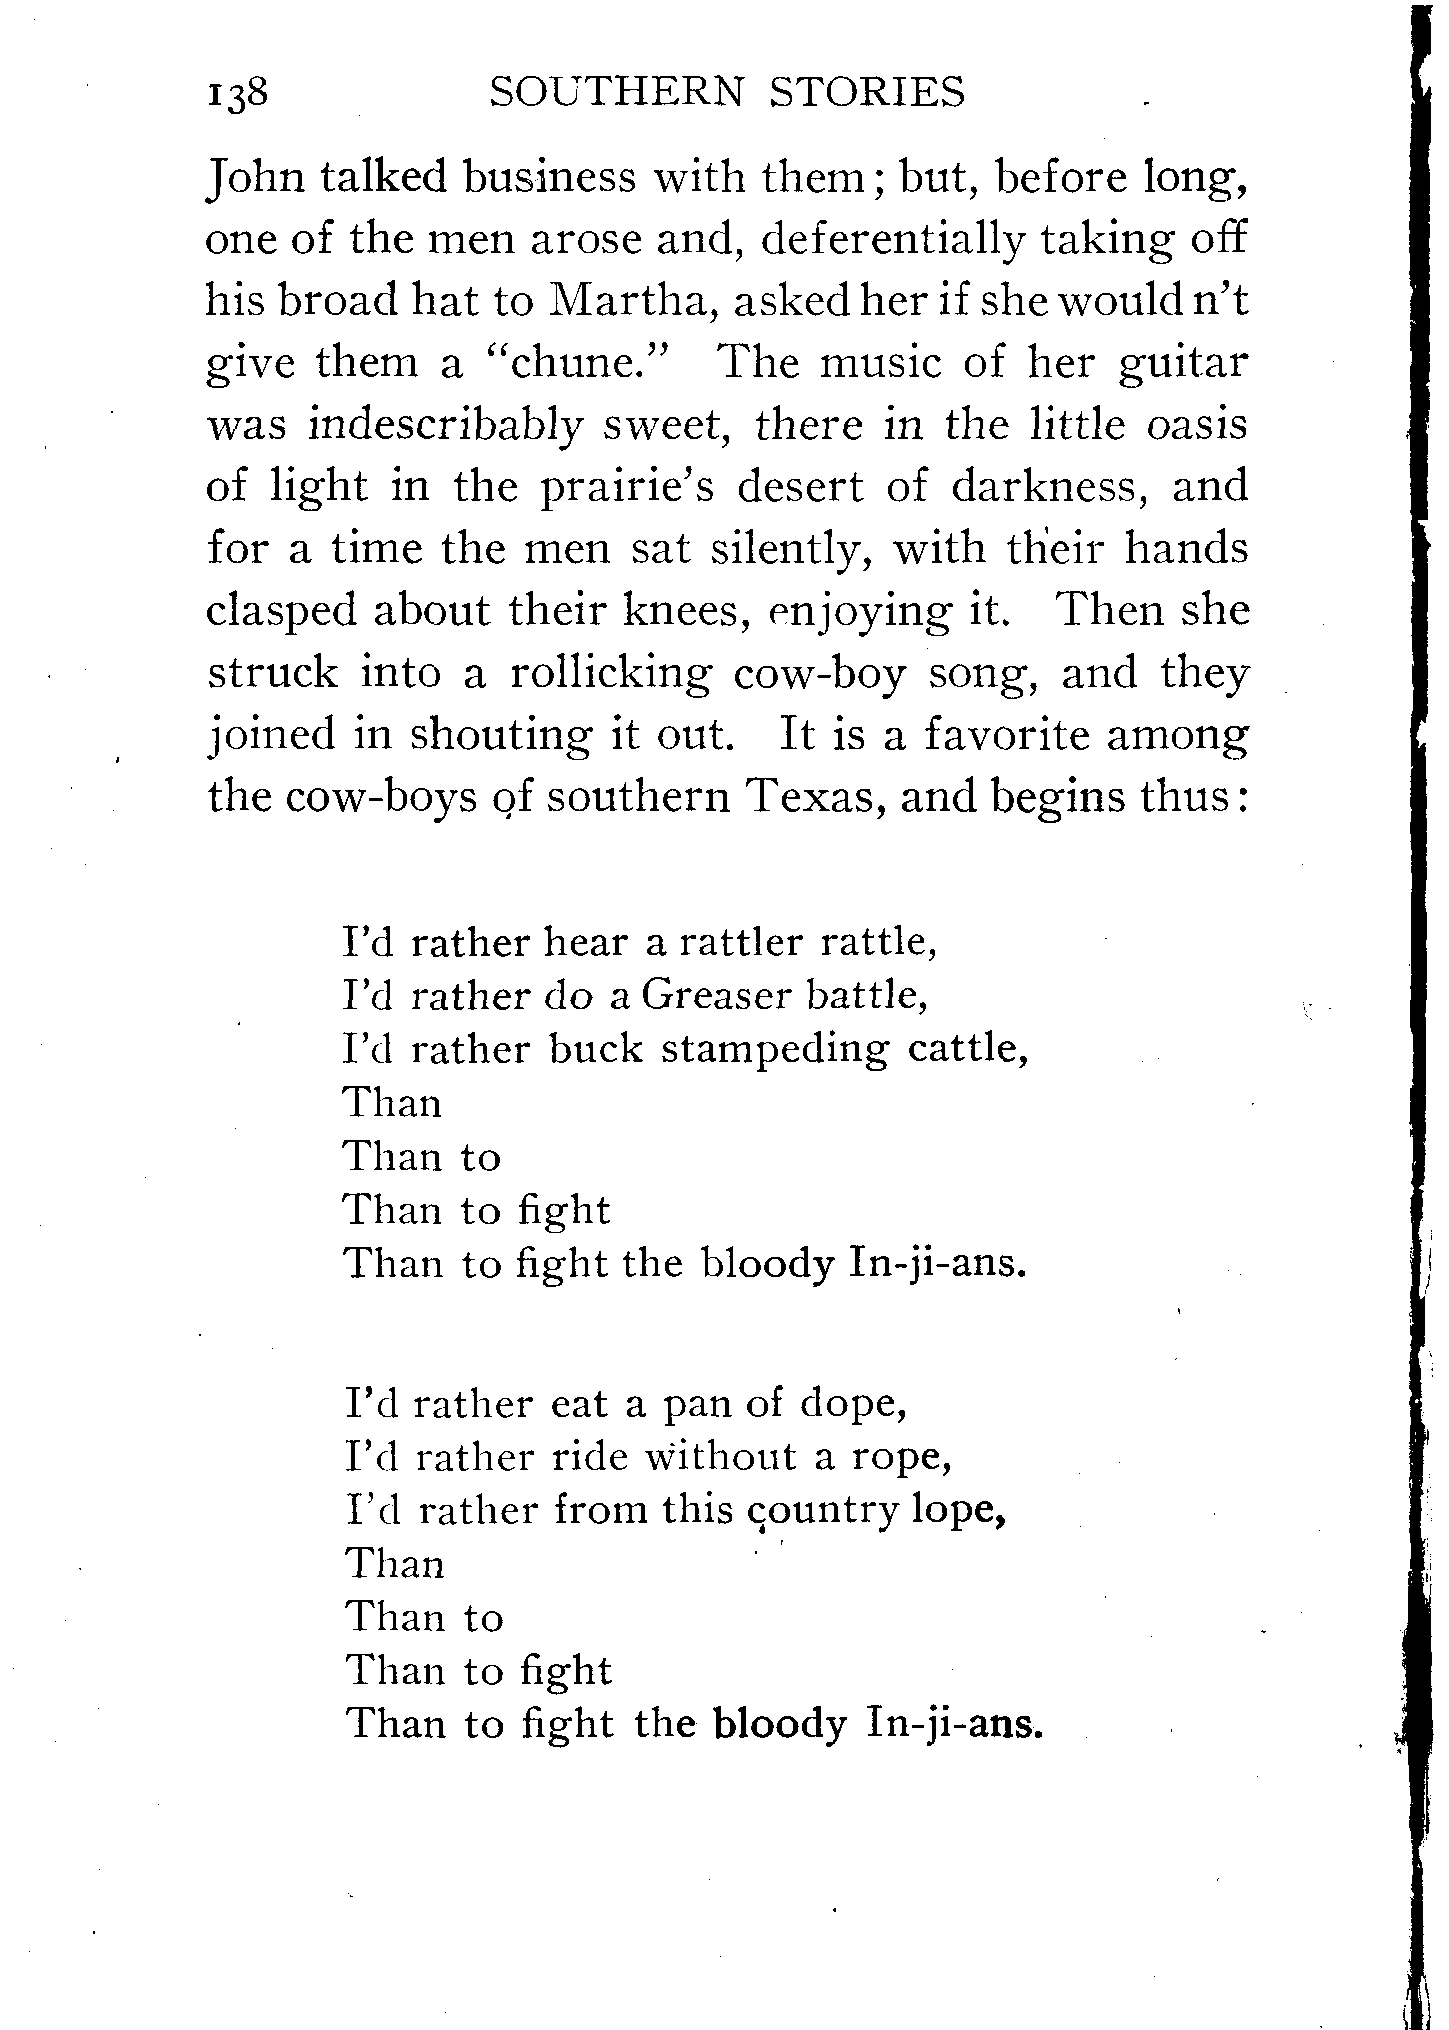 138 SOUTHERN STORIES
John talked business with them; but, before long,
one of the men arose and, deferentially taking off
his broad hat to Martha, asked her if she would n't
give them a “chune.” The music of her guitar
was indescribably sweet, there in the little oasis
of light in the prairie's desert of darkness, and
for a time the men sat silently, with their hands
clasped about their knees, enjoying it. Then she
struck into a rollicking cow-boy song, and they
joined in shouting it out. It is a favorite among
the cow-boys of southern Texas, and begins thus:
I'd rather hear a rattler rattle,
I'd rather do a Greaser battle,
I'd rather buck stampeding cattle,
Than
Than to
Than to fight
Than to fight the bloody In-ji-ans.
I'd rather eat a pan of dope,
I'd rather ride without a rope,
I'd rather from this country lope,
Than
Than to
Than to fight
Than to fight the bloody In-ji-ans.